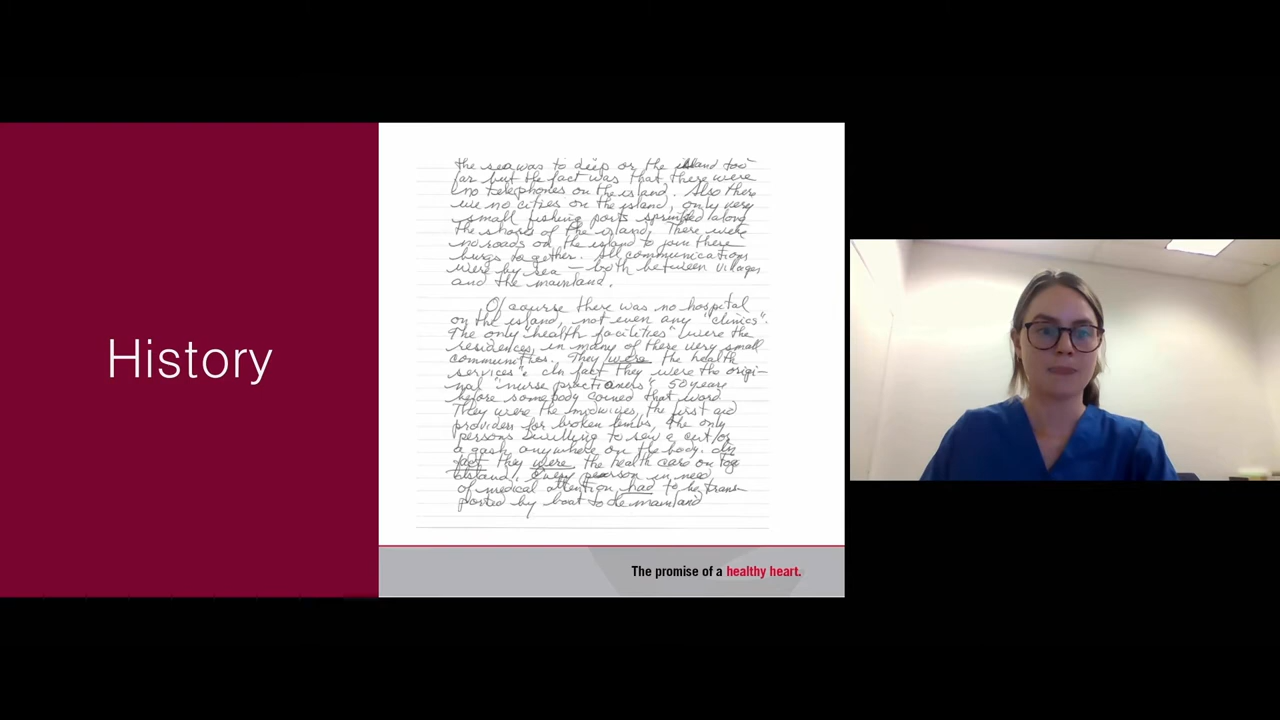 History
the sea was to deep or the island too
far but the fact was that there were
no telephones on the island. Also there
were no cities on the island, only very
small fishing ports sprinkled along
the shores of the island. There were
no roads on the island to join these
burgs together. All communications
were by sea – both between villages
and the mainland.
Of course there was no hospital
on the island, not even any "clinics".
The only "health facilities" were the
residences, in many of these very small
communities. They were the health
services". In fact they were the origi-
nal "nurse practioners", 50 years
before somebody coined that word
They were the midwives, the first aid
providers for broken limbs, the only
persons willing to sew a cut/or
a gash anywhere on the body. In
fact they were the health care on
island. Every person in need
of medical attention had to be trans-
ported by boat to the mainland
The promise of a healthy heart.